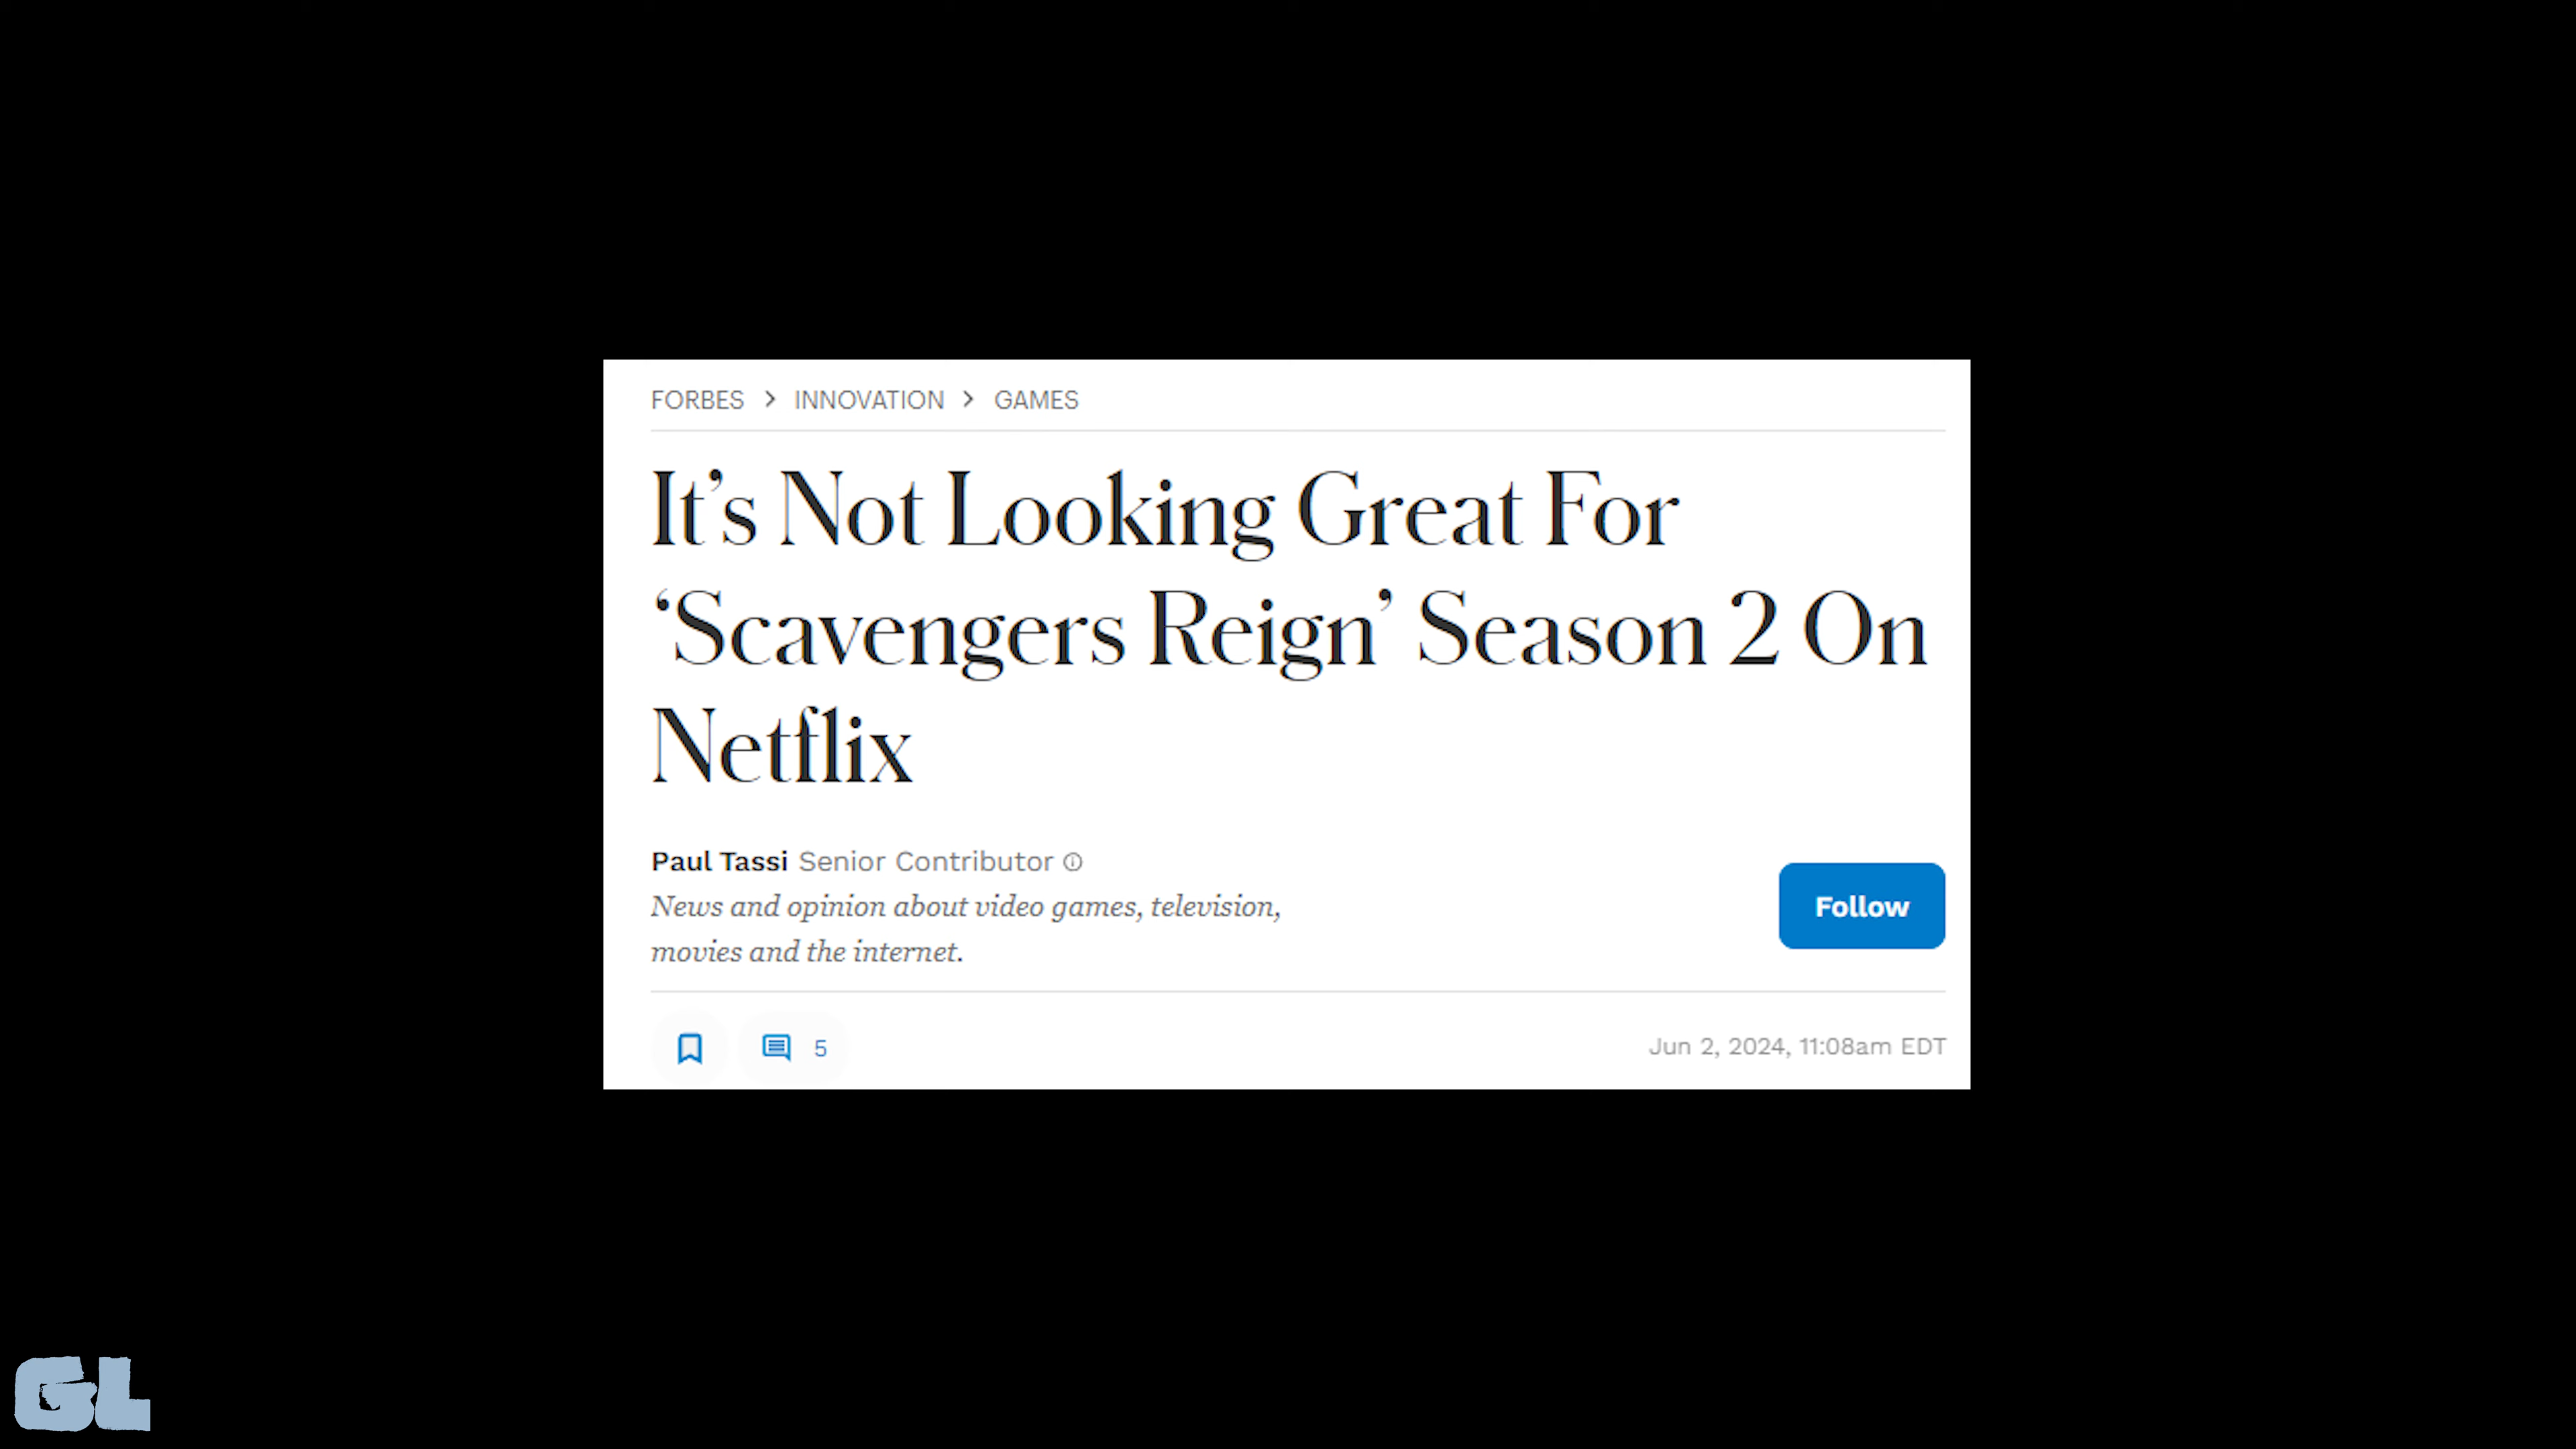 FORBES > INNOVATION > GAMES
It’s Not Looking Great For
‘Scavengers Reign’ Season 2 On
Netflix
Paul Tassi Senior Contributor
News and opinion about video games, television,
movies and the internet.
Follow
5
Jun 2, 2024, 11:08am EDT
GL